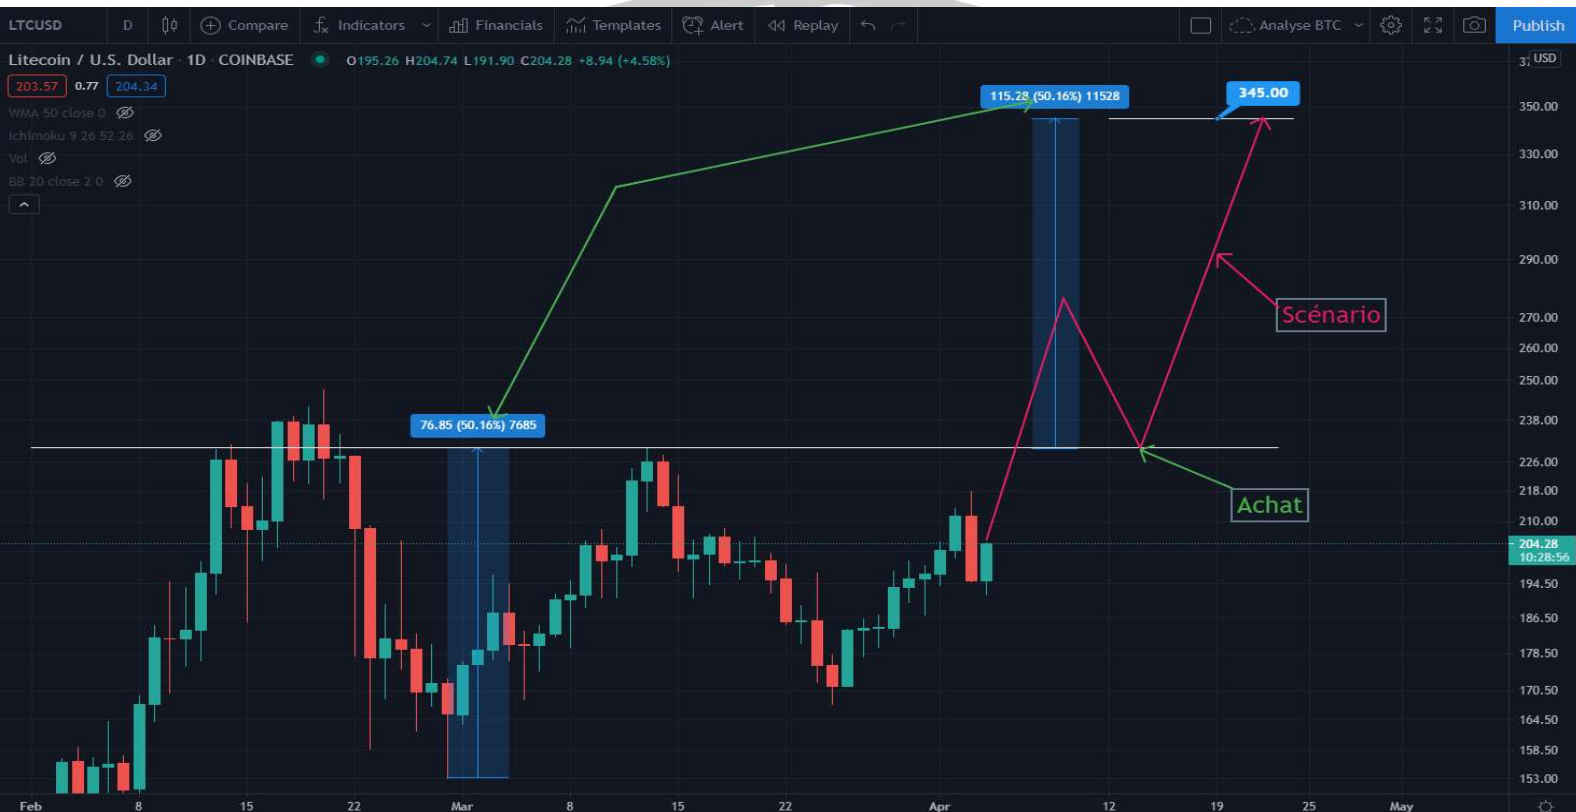 LTCUSD D Compare Indicators Financials Templates Alert Replay Analyse BTC Publish
Litecoin / U.S. Dollar · 1D · COINBASE O195.26 H204.74 L191.90 C204.28 +8.94 (+4.58%)
USD
203.57 0.77 204.34
115.28 (50.16%) 11528
345.00
350.00
WMA 50 close 0
Ichimoku 9 26 52 26
Vol
330.00
BB 20 close 2 0
310.00
290.00
Scénario
270.00
260.00
250.00
238.00
76.85 (50.16%) 7685
226.00
218.00
Achat
210.00
204.28
10:28:56
194.50
186.50
178.50
170.50
164.50
158.50
153.00
Feb 8 15 22 Mar 8 15 22 Apr 12 19 25 May